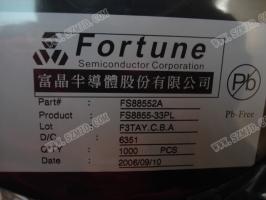 Fortune
Semiconductor Corporation
富晶半導體股份有限公司
Pb
Pb-Free
Part# : FS88552A
Product : FS8855-33PL
Lot : F3TAY.C.B.A
D/C : 6351
Q'TY : 1000 PCS
Date : 2006/09/10